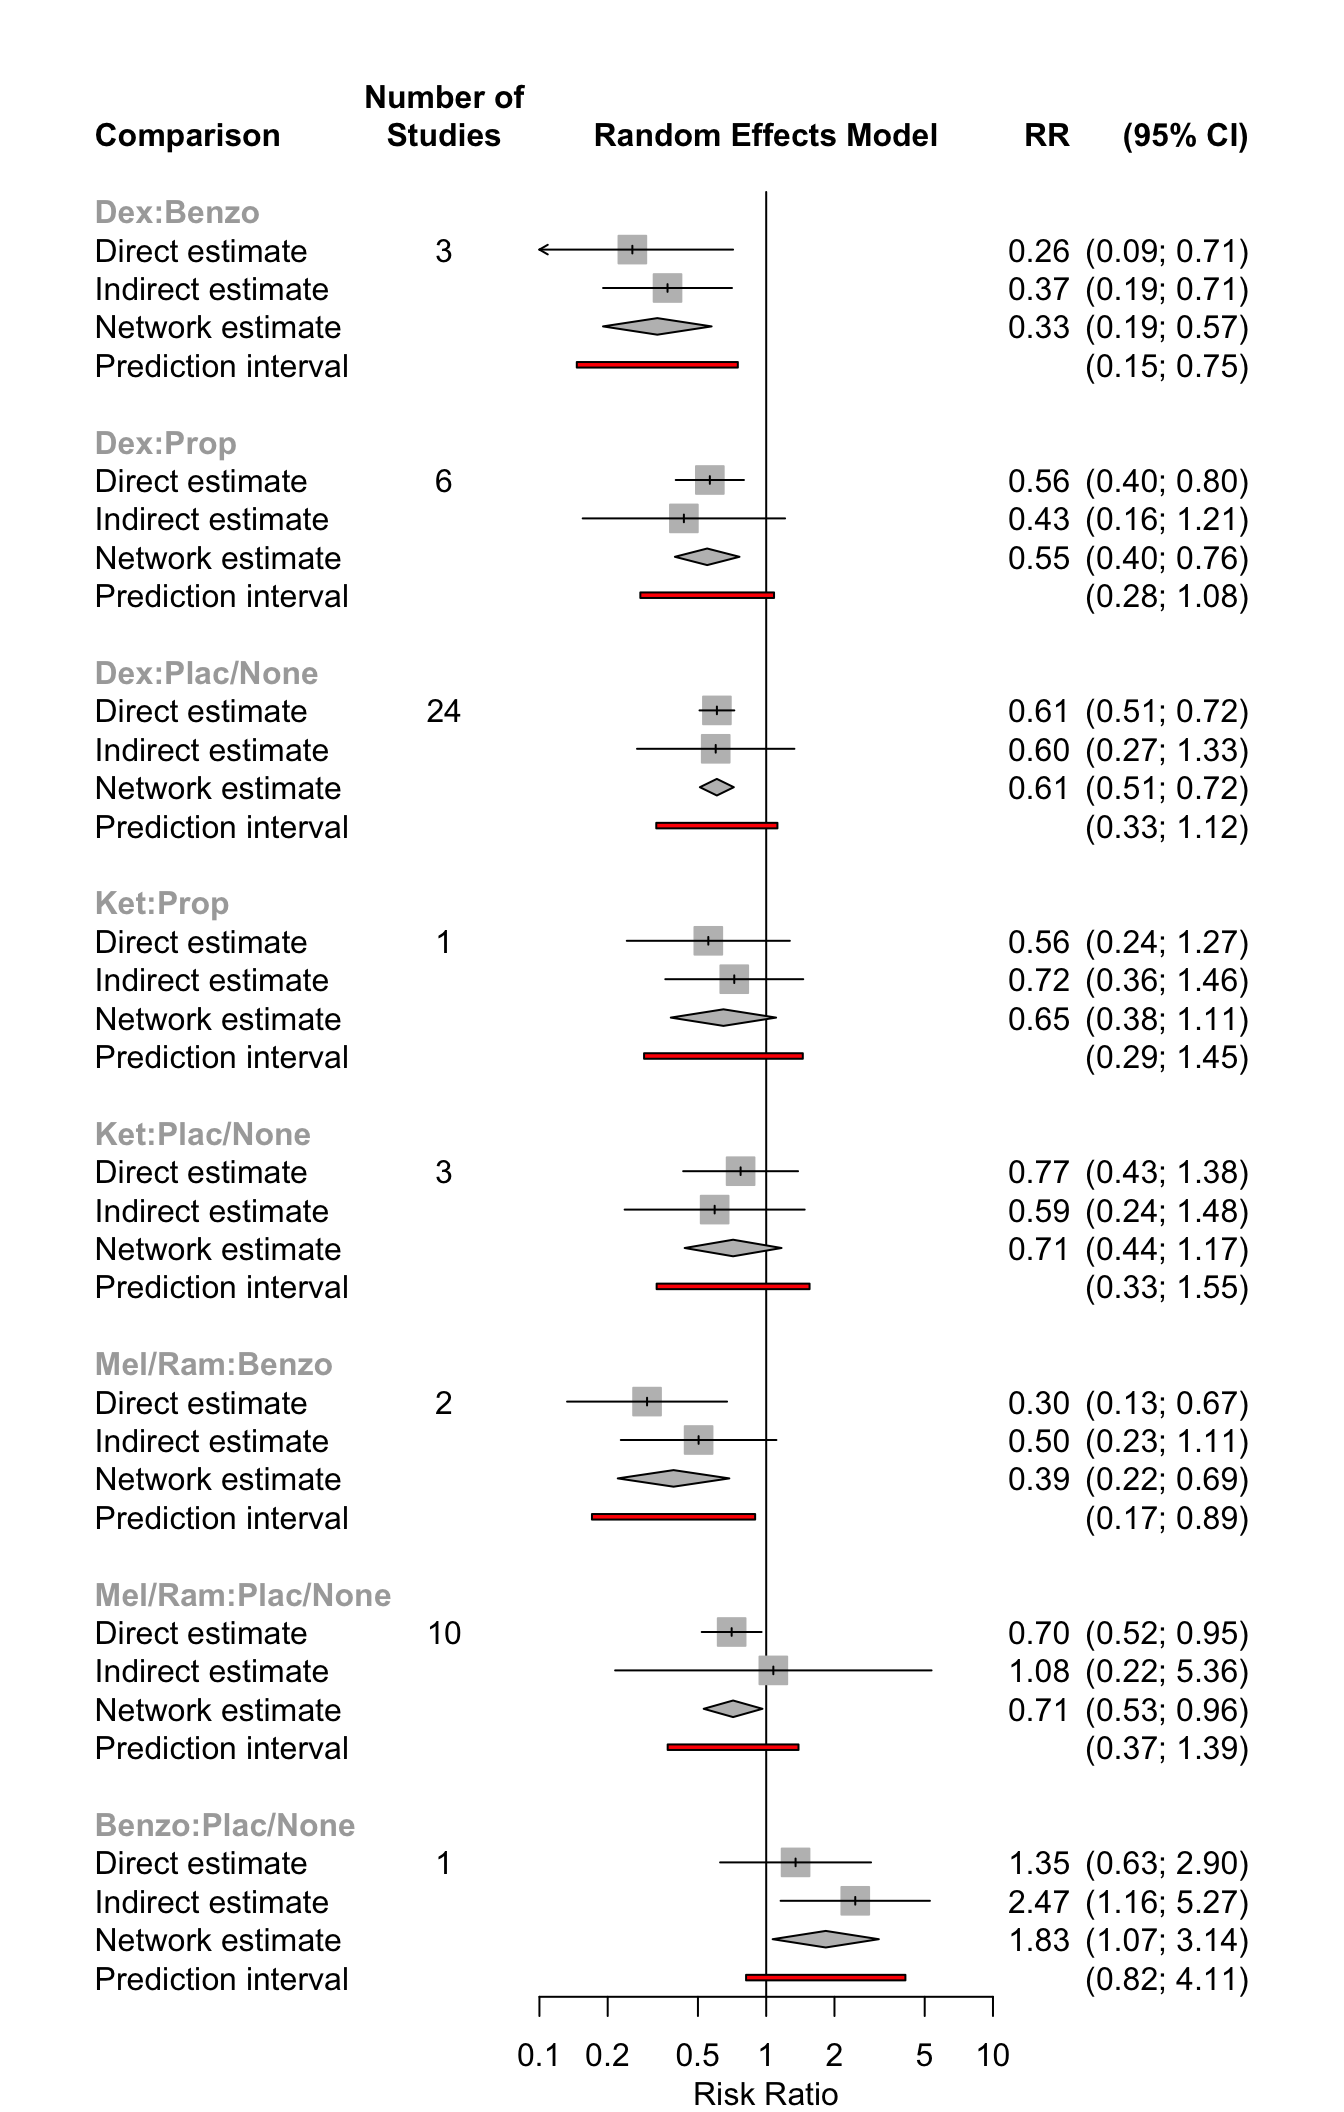 Number of
Comparison Studies Random Effects Model RR (95% CI)
Dex:Benzo
Direct estimate 3 0.26 (0.09; 0.71)
Indirect estimate 0.37 (0.19; 0.71)
Network estimate 0.33 (0.19; 0.57)
Prediction interval (0.15; 0.75)
Dex:Prop
Direct estimate 6 0.56 (0.40; 0.80)
Indirect estimate 0.43 (0.16; 1.21)
Network estimate 0.55 (0.40; 0.76)
Prediction interval (0.28; 1.08)
Dex:Plac/None
Direct estimate 24 0.61 (0.51; 0.72)
Indirect estimate 0.60 (0.27; 1.33)
Network estimate 0.61 (0.51; 0.72)
Prediction interval (0.33; 1.12)
Ket:Prop
Direct estimate 1 0.56 (0.24; 1.27)
Indirect estimate 0.72 (0.36; 1.46)
Network estimate 0.65 (0.38; 1.11)
Prediction interval (0.29; 1.45)
Ket:Plac/None
Direct estimate 3 0.77 (0.43; 1.38)
Indirect estimate 0.59 (0.24; 1.48)
Network estimate 0.71 (0.44; 1.17)
Prediction interval (0.33; 1.55)
Mel/Ram:Benzo
Direct estimate 2 0.30 (0.13; 0.67)
Indirect estimate 0.50 (0.23; 1.11)
Network estimate 0.39 (0.22; 0.69)
Prediction interval (0.17; 0.89)
Mel/Ram:Plac/None
Direct estimate 10 0.70 (0.52; 0.95)
Indirect estimate 1.08 (0.22; 5.36)
Network estimate 0.71 (0.53; 0.96)
Prediction interval (0.37; 1.39)
Benzo:Plac/None
Direct estimate 1 1.35 (0.63; 2.90)
Indirect estimate 2.47 (1.16; 5.27)
Network estimate 1.83 (1.07; 3.14)
Prediction interval (0.82; 4.11)
0.1 0.2 0.5 1 2 5 10
Risk Ratio